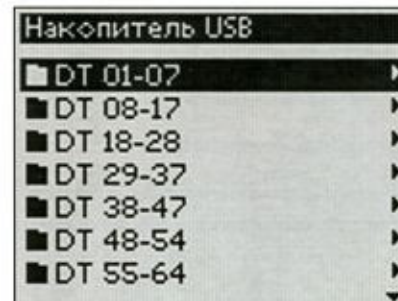 Накопитель USB
DT 01-07
DT 08-17
DT 18-28
DT 29-37
DT 38-47
DT 48-54
DT 55-64